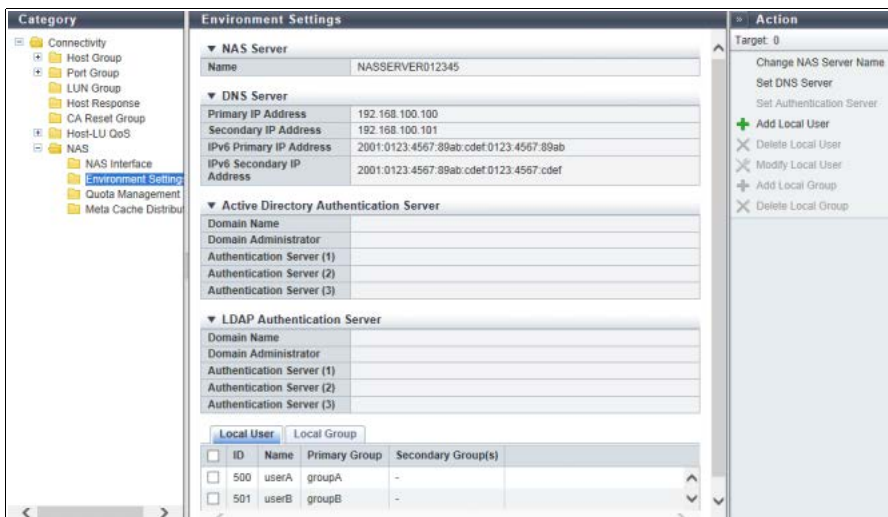 Category
Connectivity
Host Group
Port Group
LUN Group
Host Response
CA Reset Group
Host-LU QoS
NAS
NAS Interface
Environment Setting
Quota Management
Meta Cache Distribut
Environment Settings
▼ NAS Server
Name NASSERVER012345
▼ DNS Server
Primary IP Address 192.168.100.100
Secondary IP Address 192.168.100.101
IPv6 Primary IP Address 2001:0123:4567:89ab:cdef:0123:4567:89ab
IPv6 Secondary IP
Address 2001:0123:4567:89ab:cdef:0123:4567:cdef
▼ Active Directory Authentication Server
Domain Name
Domain Administrator
Authentication Server (1)
Authentication Server (2)
Authentication Server (3)
▼ LDAP Authentication Server
Domain Name
Domain Administrator
Authentication Server (1)
Authentication Server (2)
Authentication Server (3)
Local User Local Group
ID Name Primary Group Secondary Group(s)
500 userA groupA -
501 userB groupB -
» Action
Target: 0
Change NAS Server Name
Set DNS Server
Set Authentication Server
Add Local User
Delete Local User
Modify Local User
Add Local Group
Delete Local Group